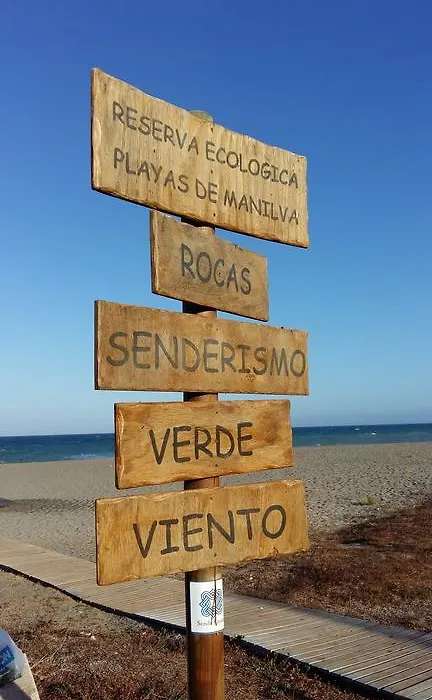 RESERVA ECOLOGICA
PLAYAS DE MANILVA
ROCAS
SENDERISMO
VERDE
VIENTO